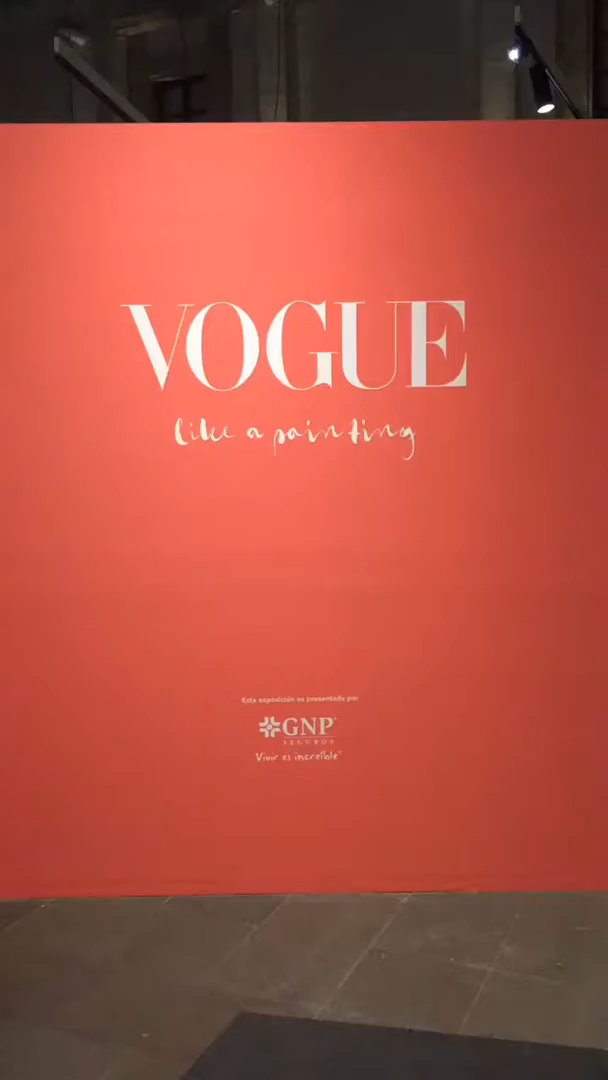 VOGUE
like a painting
Esta exposición es presentada por
GNP
SEGUROS
Vivir es increíble